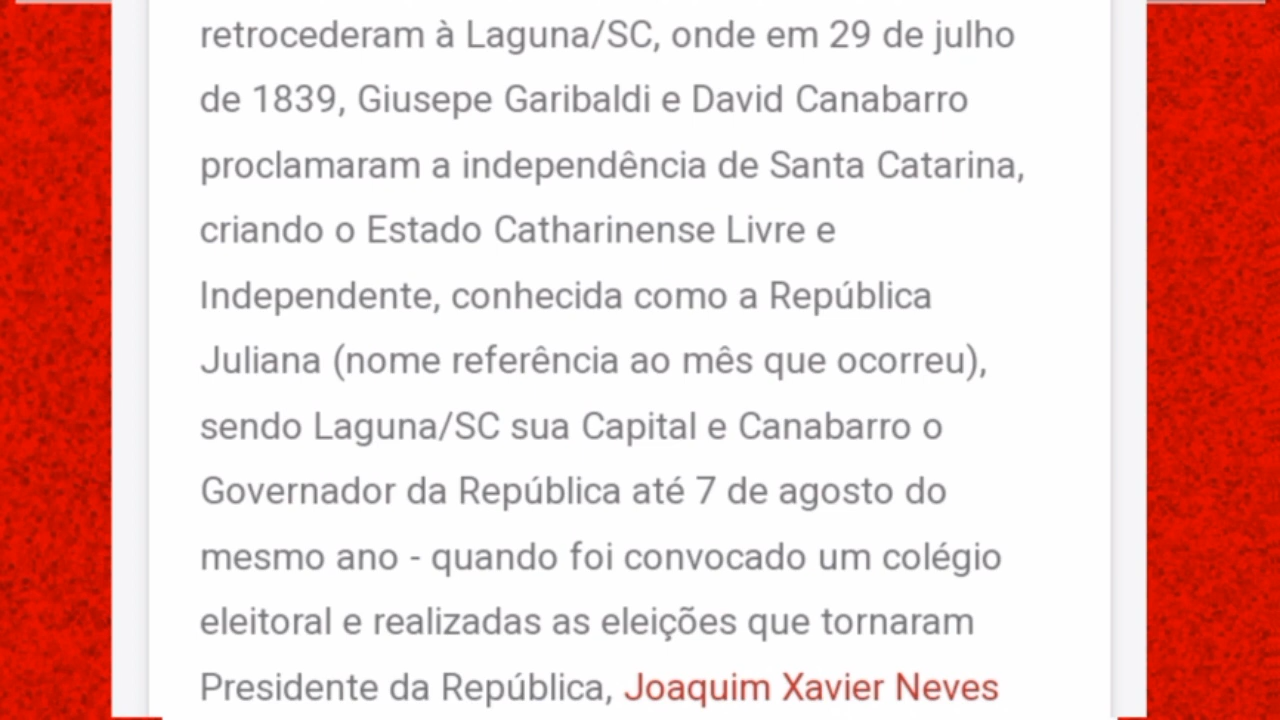 retrocederam à Laguna/SC, onde em 29 de julho
de 1839, Giusepe Garibaldi e David Canabarro
proclamaram a independência de Santa Catarina,
criando o Estado Catharinense Livre e
Independente, conhecida como a República
Juliana (nome referência ao mês que ocorreu),
sendo Laguna/SC sua Capital e Canabarro o
Governador da República até 7 de agosto do
mesmo ano - quando foi convocado um colégio
eleitoral e realizadas as eleições que tornaram
Presidente da República, Joaquim Xavier Neves